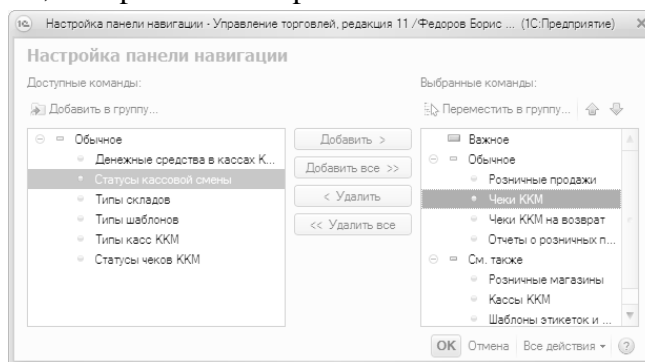 Настройка панели навигации - Управление торговлей, редакция 11 /Федоров Борис ... (1С:Предприятие)
Настройка панели навигации
Доступные команды:
Выбранные команды:
Добавить в группу...
Переместить в группу...
Обычное
Денежные средства в кассах К...
Статусы кассовой смены
Типы складов
Типы шаблонов
Типы касс ККМ
Статусы чеков ККМ
Добавить >
Добавить все >>
< Удалить
<< Удалить все
Важное
Обычное
Розничные продажи
Чеки ККМ
Чеки ККМ на возврат
Отчеты о розничных п...
См. также
Розничные магазины
Кассы ККМ
Шаблоны этикеток и ...
OK Отмена Все действия ?